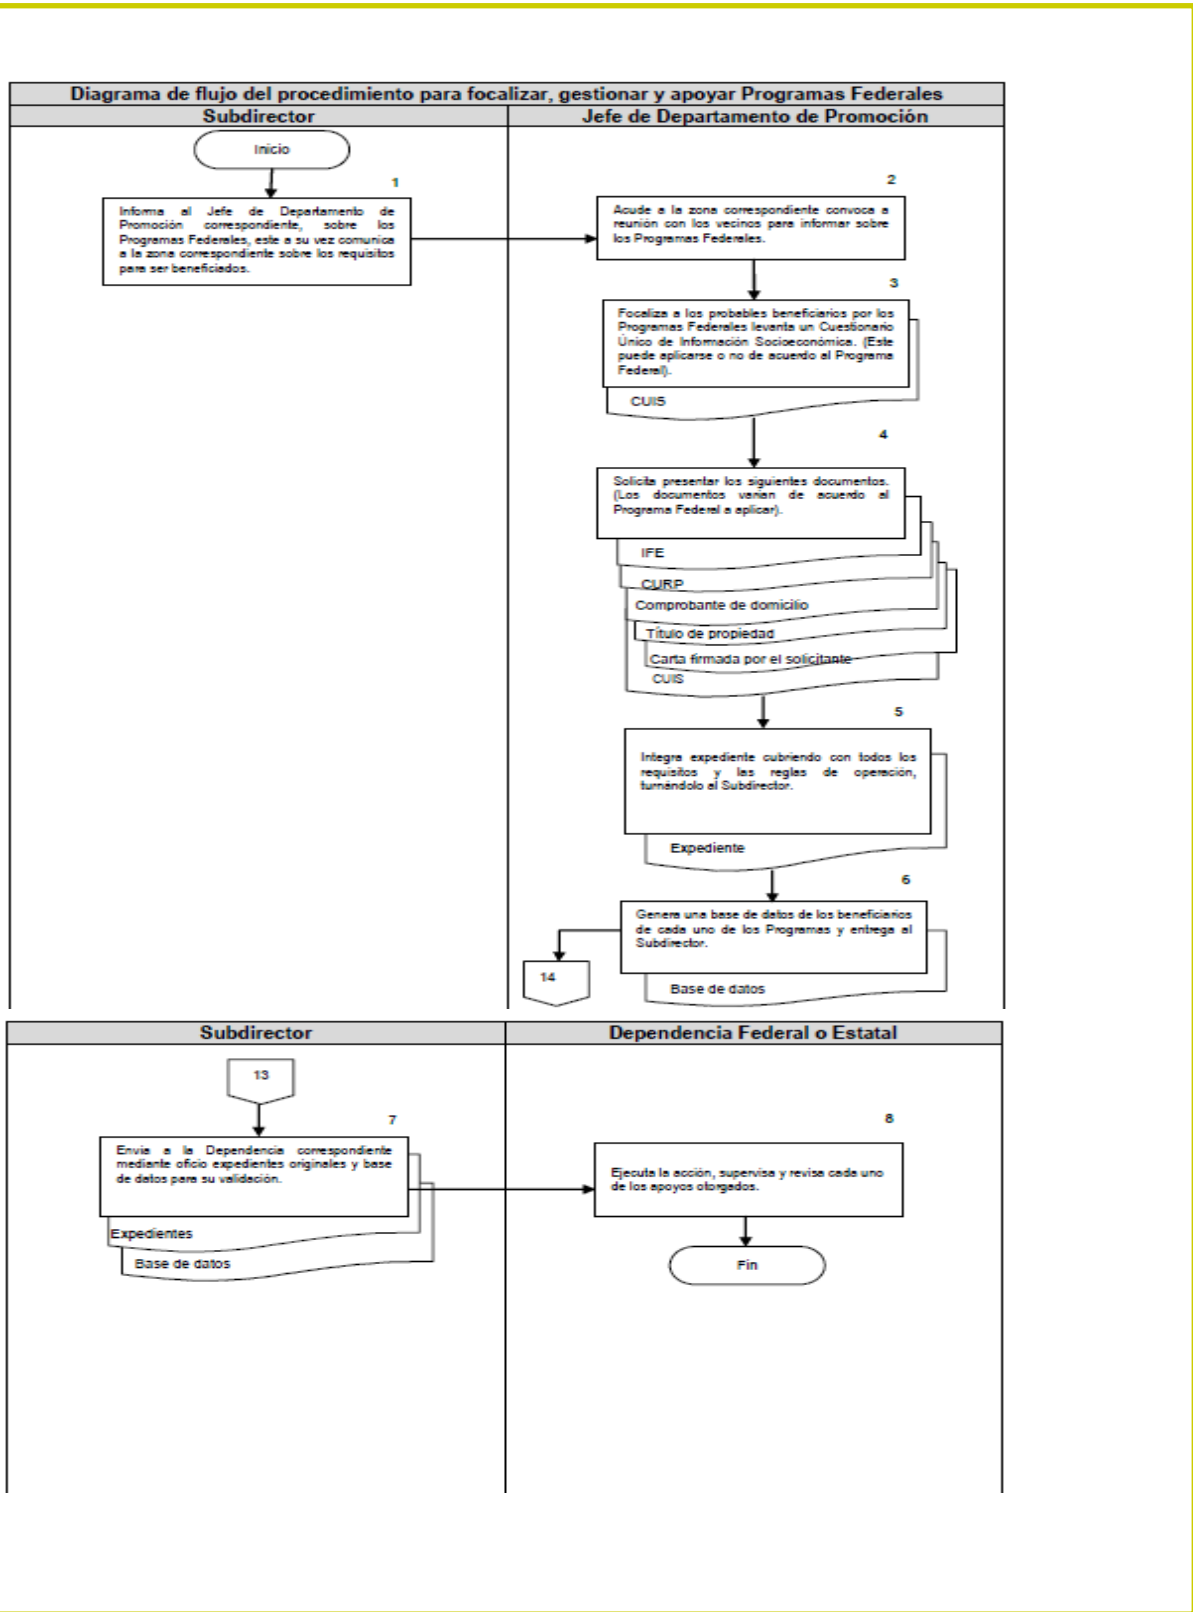 Diagrama de flujo del procedimiento para focalizar, gestionar y apoyar Programas Federales
Subdirector
Jefe de Departamento de Promoción
Inicio
1
Informa al Jefe de Departamento de
Promoción correspondiente, sobre los
Programas Federales, este a su vez comunica
a la zona correspondiente sobre los requisitos
para ser beneficiados.
2
Acude a la zona correspondiente convoca a
reunión con los vecinos para informar sobre
los Programas Federales.
3
Focaliza a los probables beneficiarios por los
Programas Federales levanta un Cuestionario
Único de Información Socioeconómica. (Este
puede aplicarse o no de acuerdo al Programa
Federal).
CUIS
4
Solicita presentar los siguientes documentos.
(Los documentos varian de acuerdo al
Programa Federal a aplicar).
IFE
CURP
Comprobante de domicilio
Título de propiedad
Carta firmada por el solicitante
CUIS
5
Integra expediente cubriendo con todos los
requisitos y las reglas de operación,
turnándolo al Subdirector.
Expediente
6
Genera una base de datos de los beneficiarios
de cada uno de los Programas y entrega al
Subdirector.
14
Base de datos
Subdirector
Dependencia Federal o Estatal
13
7
Envia a la Dependencia correspondiente
mediante oficio expedientes originales y base
de datos para su validación.
Expedientes
Base de datos
8
Ejecuta la acción, supervisa y revisa cada uno
de los apoyos otorgados.
Fin